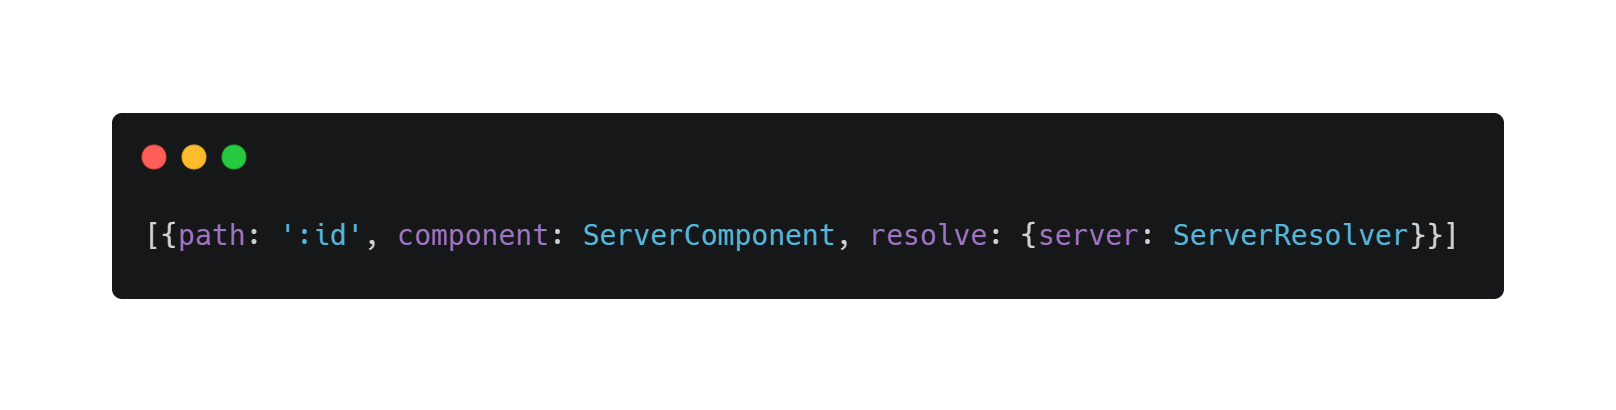 [{path: ':id', component: ServerComponent, resolve: {server: ServerResolver}}]